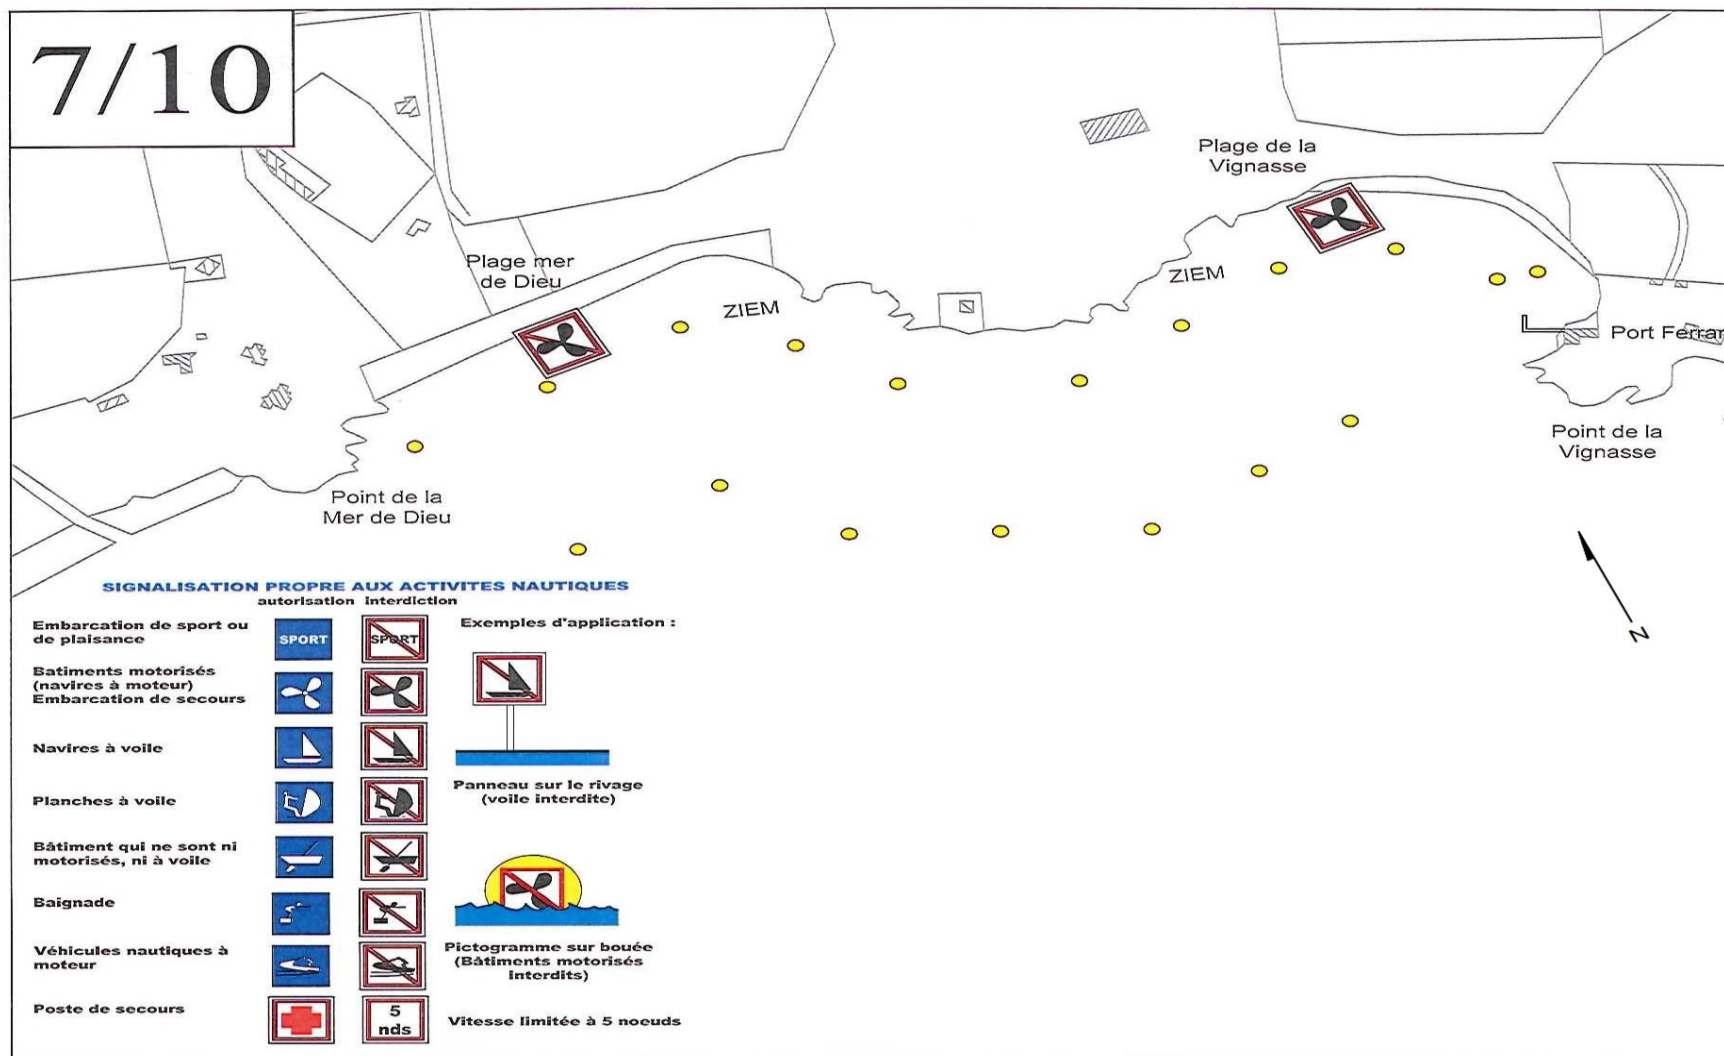 7/10
Plage de la
Vignasse
Plage mer
de Dieu
ZIEM
ZIEM
Port Ferrar
Point de la
Vignasse
Point de la
Mer de Dieu
N
SIGNALISATION PROPRE AUX ACTIVITES NAUTIQUES
autorisation interdiction
Embarcation de sport ou
de plaisance
SPORT
SPORT
Exemples d'application :
Batiments motorisés
(navires à moteur)
Embarcation de secours
Navires à voile
Planches à voile
Panneau sur le rivage
(voile interdite)
Bâtiment qui ne sont ni
motorisés, ni à voile
Baignade
Véhicules nautiques à
moteur
Pictogramme sur bouée
(Bâtiments motorisés
interdits)
Poste de secours
5
nds
Vitesse limitée à 5 noeuds